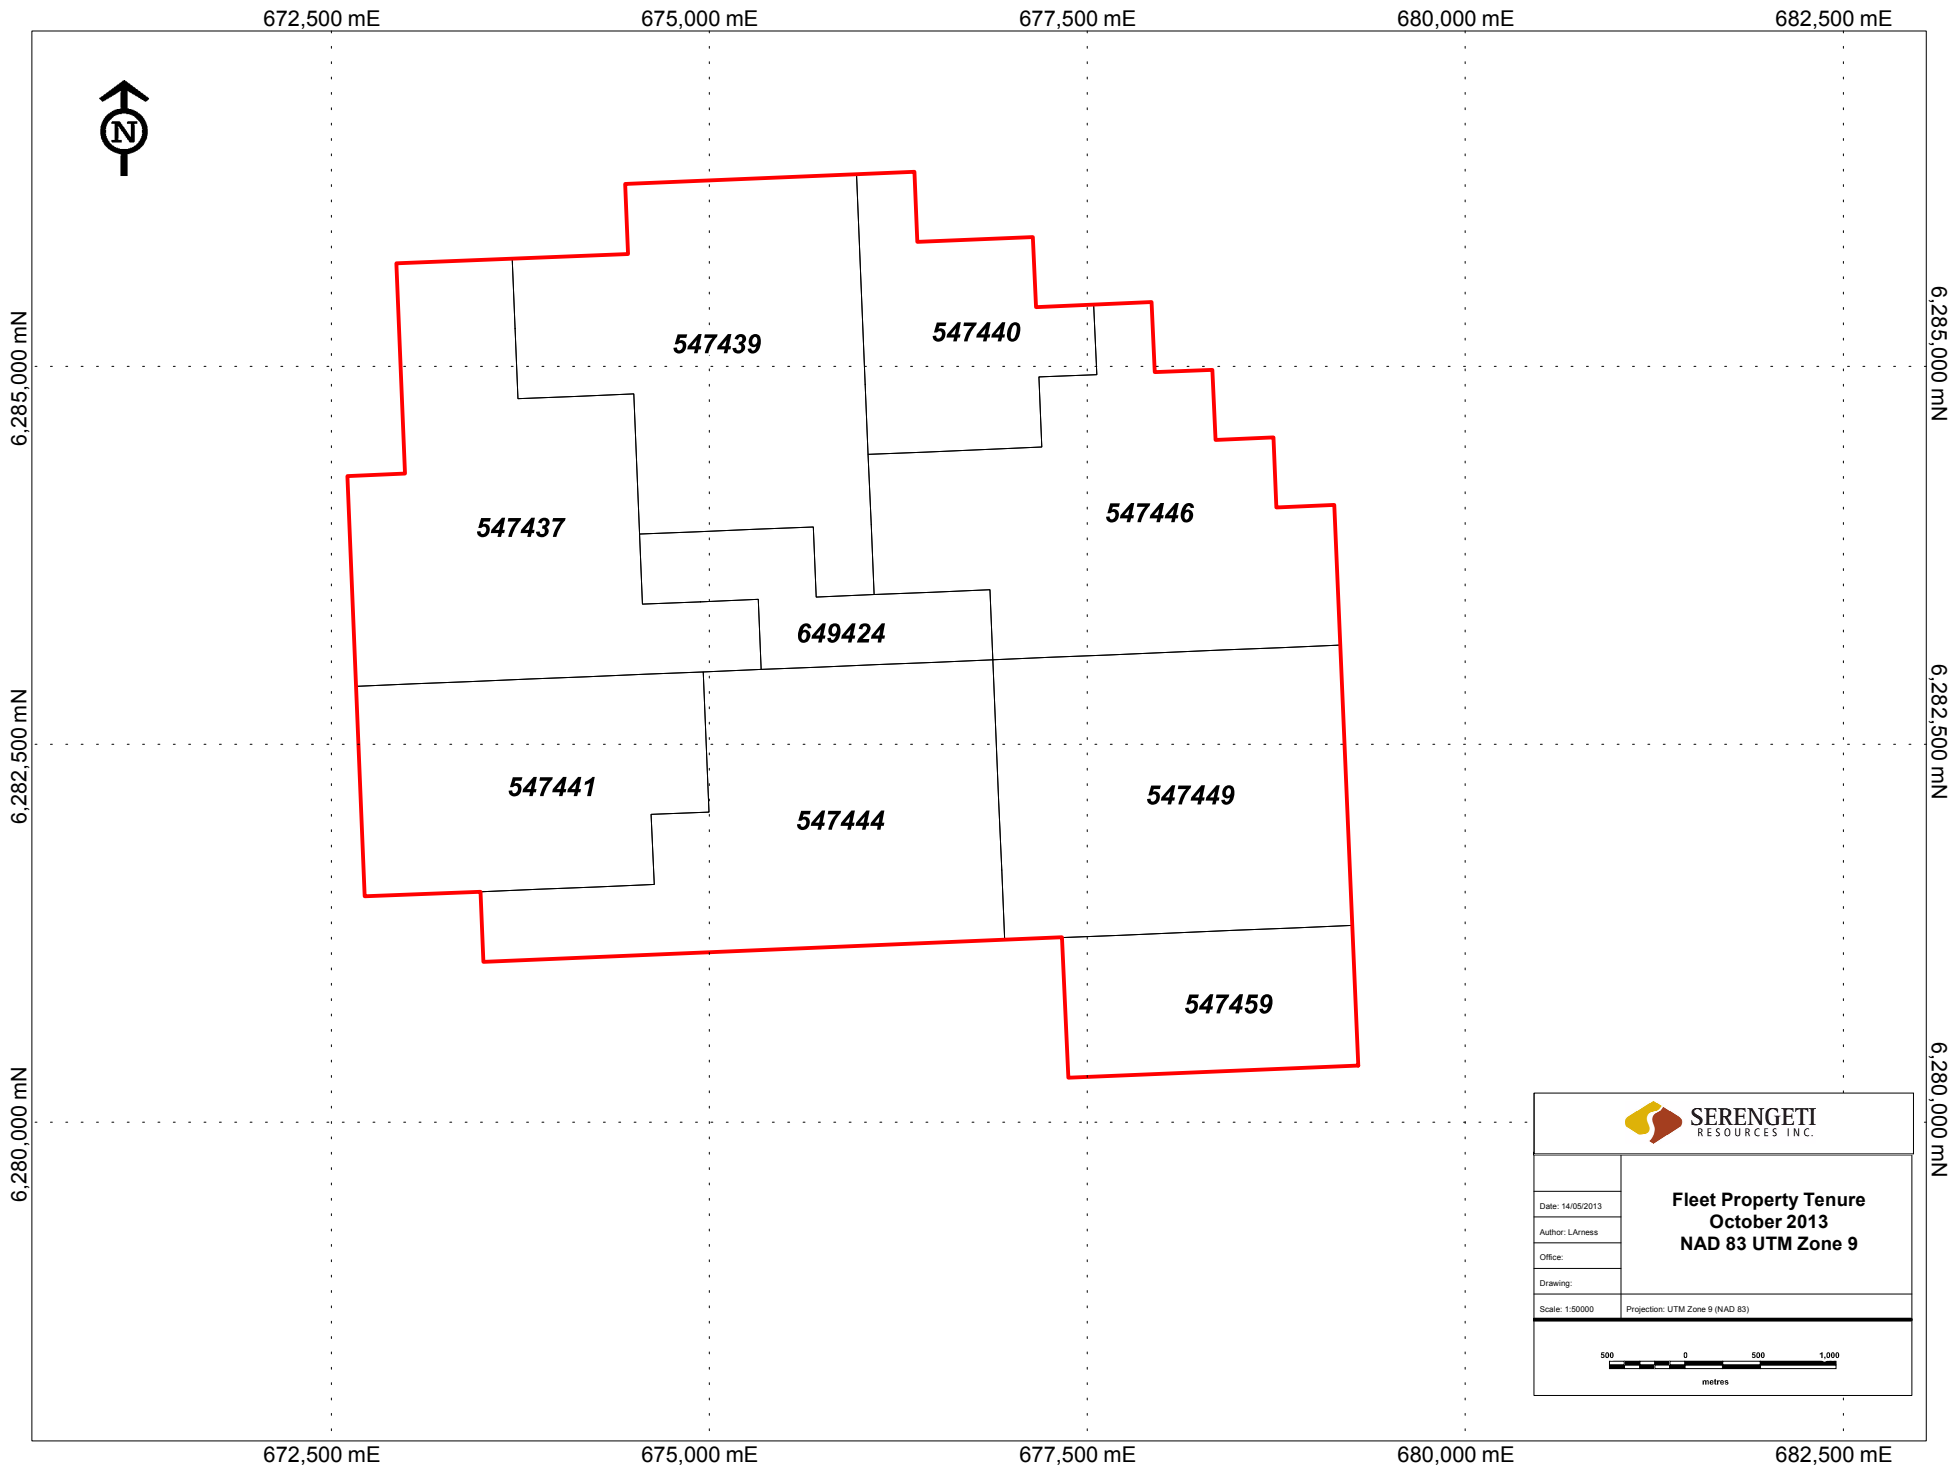 672,500 mE
675,000 mE
677,500 mE
680,000 mE
682,500 mE
N
6,285,000 mN
6,285,000 mN
547439
547440
547437
547446
649424
6,282,500 mN
6,282,500 mN
547441
547444
547449
547459
6,280,000 mN
6,280,000 mN
SERENGETI
RESOURCES INC.
Fleet Property Tenure
October 2013
NAD 83 UTM Zone 9
Date: 14/05/2013
Author: LArness
Office:
Drawing:
Scale: 1:50000
Projection: UTM Zone 9 (NAD 83)
500 0 500 1,000
metres
672,500 mE
675,000 mE
677,500 mE
680,000 mE
682,500 mE